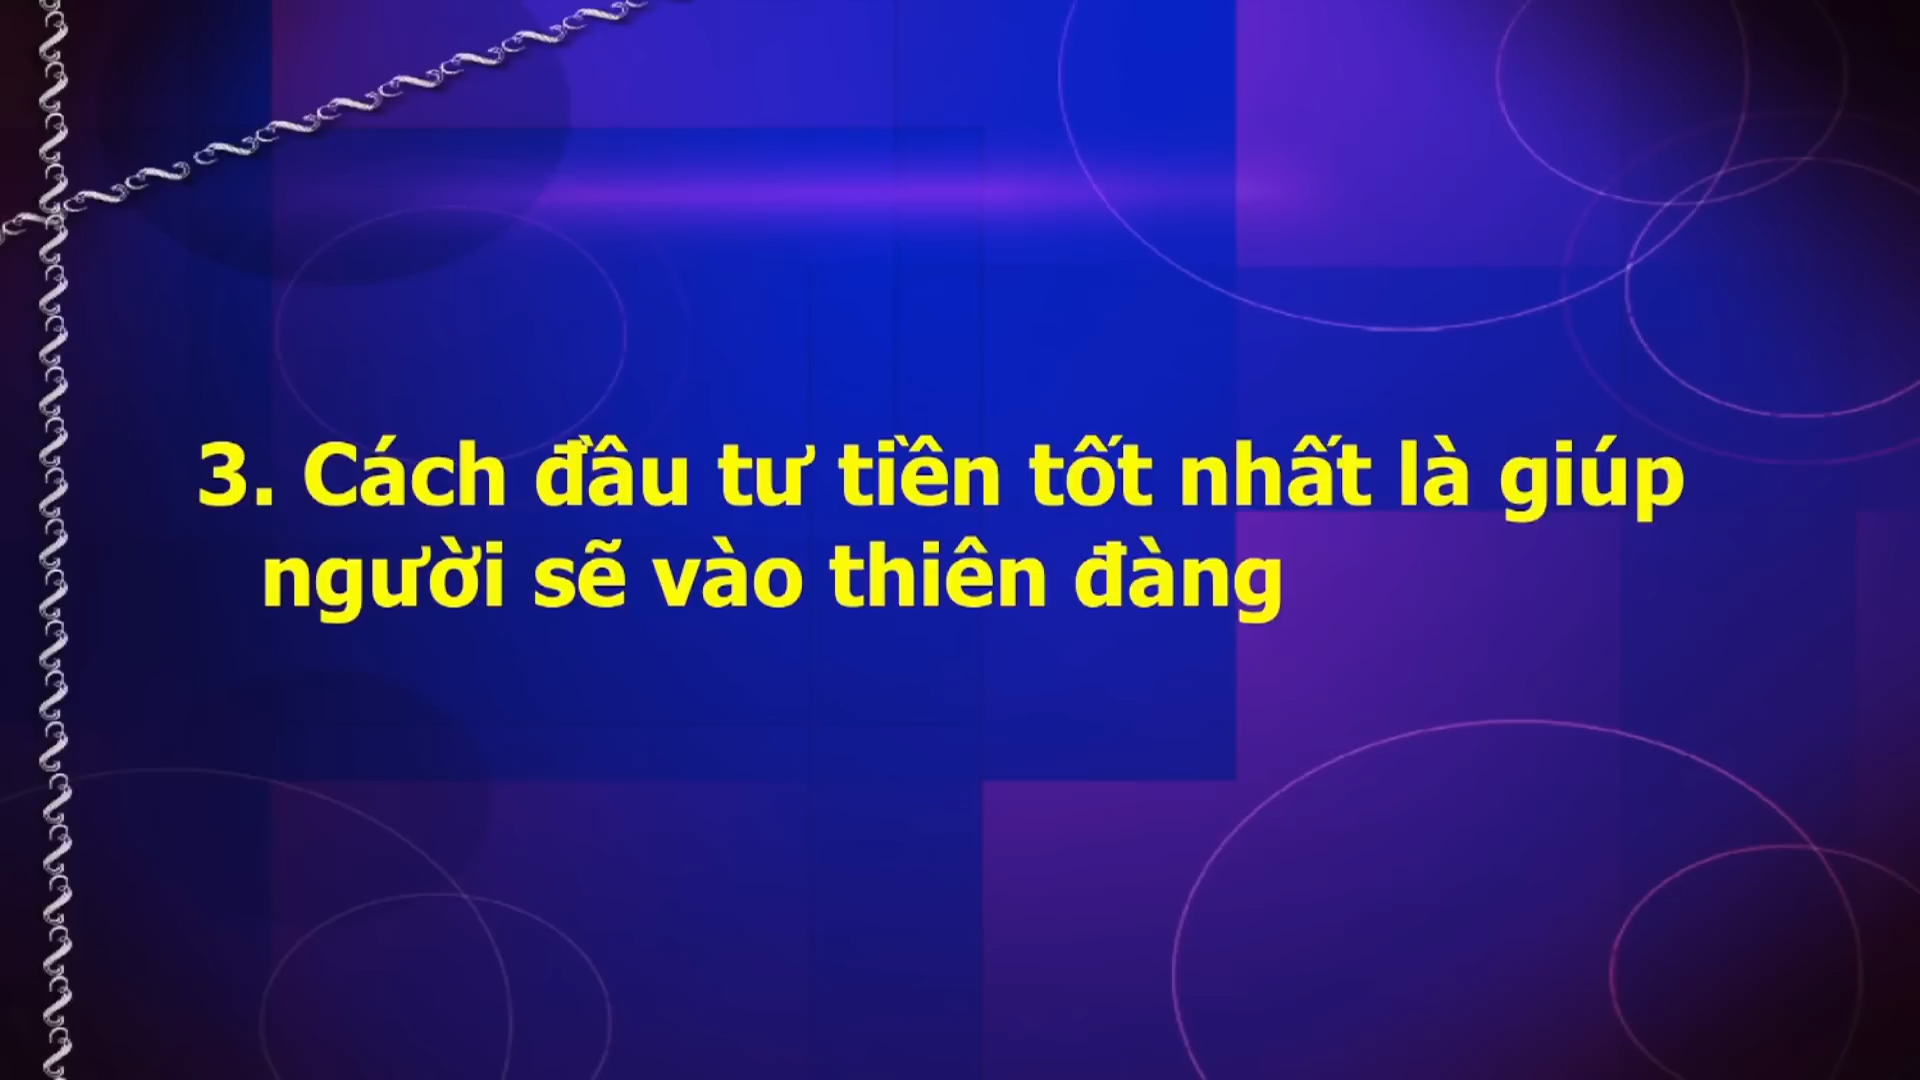 3. Cách đầu tư tiền tốt nhất là giúp
người sẽ vào thiên đàng